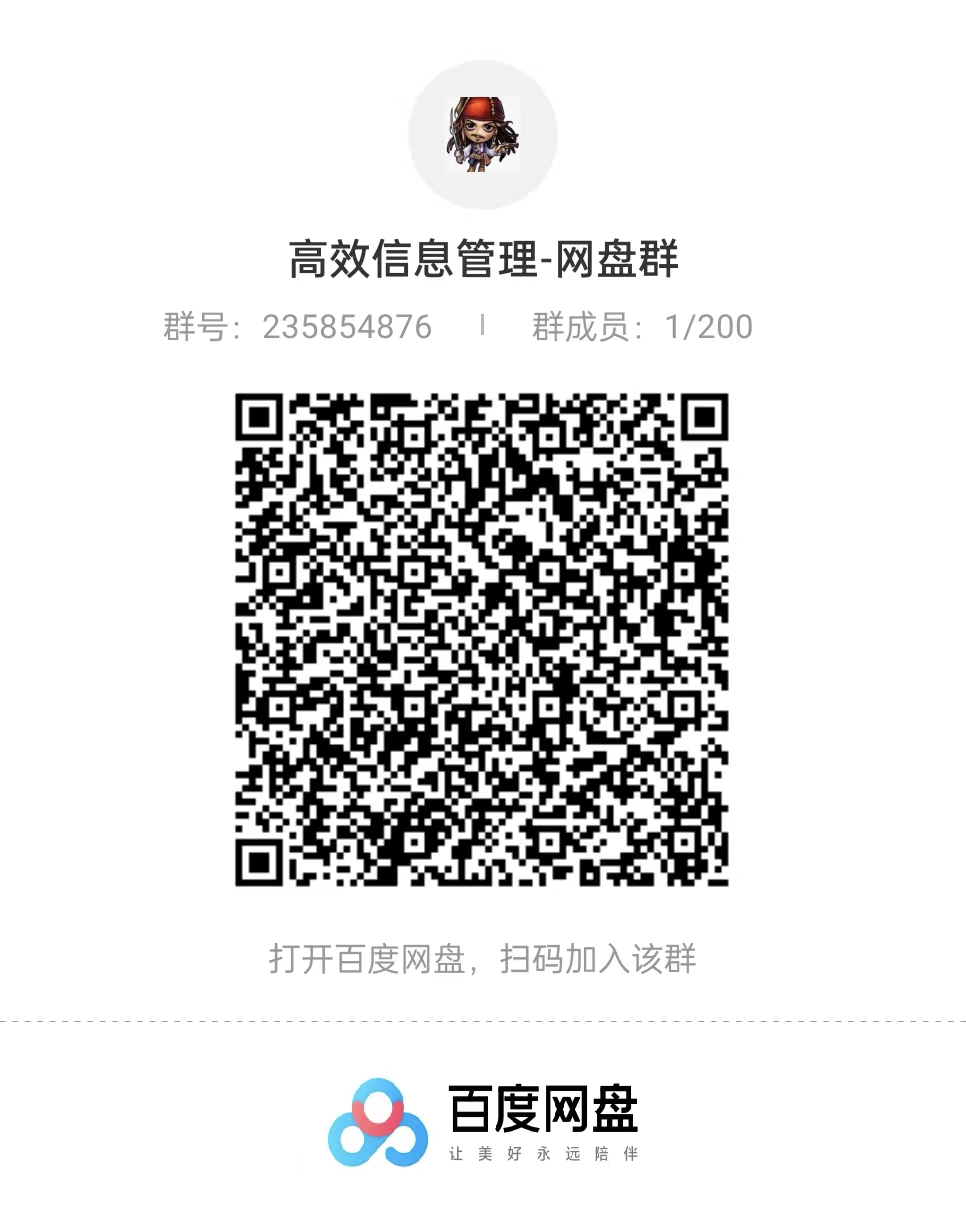 高效信息管理-网盘群
群号：235854876 | 群成员：1/200
打开百度网盘，扫码加入该群
百度网盘
让美好永远陪伴